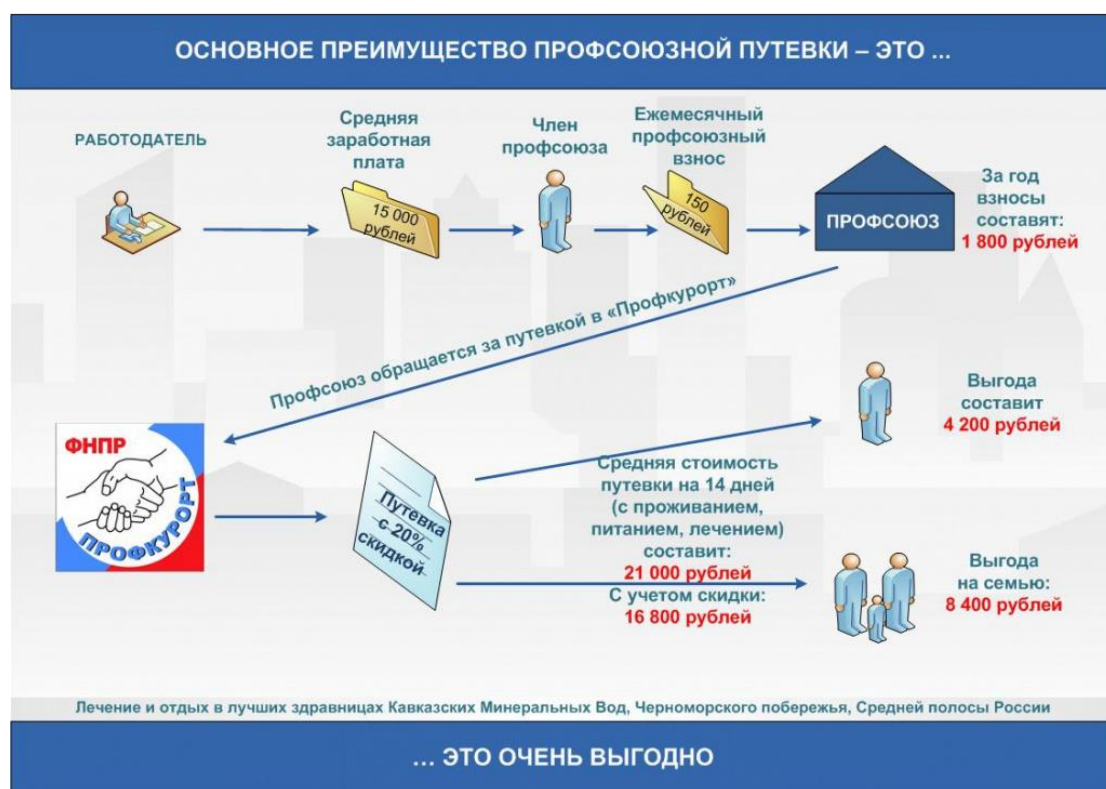 ОСНОВНОЕ ПРЕИМУЩЕСТВО ПРОФСОЮЗНОЙ ПУТЕВКИ – ЭТО ...
РАБОТОДАТЕЛЬ
Средняя
заработная
плата
15 000
рублей
Член
профсоюза
Ежемесячный
профсоюзный
взнос
150
рублей
ПРОФСОЮЗ
За год
взносы
составят:
1 800 рублей
Профсоюз обращается за путевкой в «Профкурорт»
ФНПР
ПРОФКУРОРТ
Путевка
с 20%
скидкой
Выгода
составит
4 200 рублей
Средняя стоимость
путевки на 14 дней
(с проживанием,
питанием, лечением)
составит:
21 000 рублей
С учетом скидки:
16 800 рублей
Выгода
на семью:
8 400 рублей
Лечение и отдых в лучших здравницах Кавказских Минеральных Вод, Черноморского побережья, Средней полосы России
... ЭТО ОЧЕНЬ ВЫГОДНО